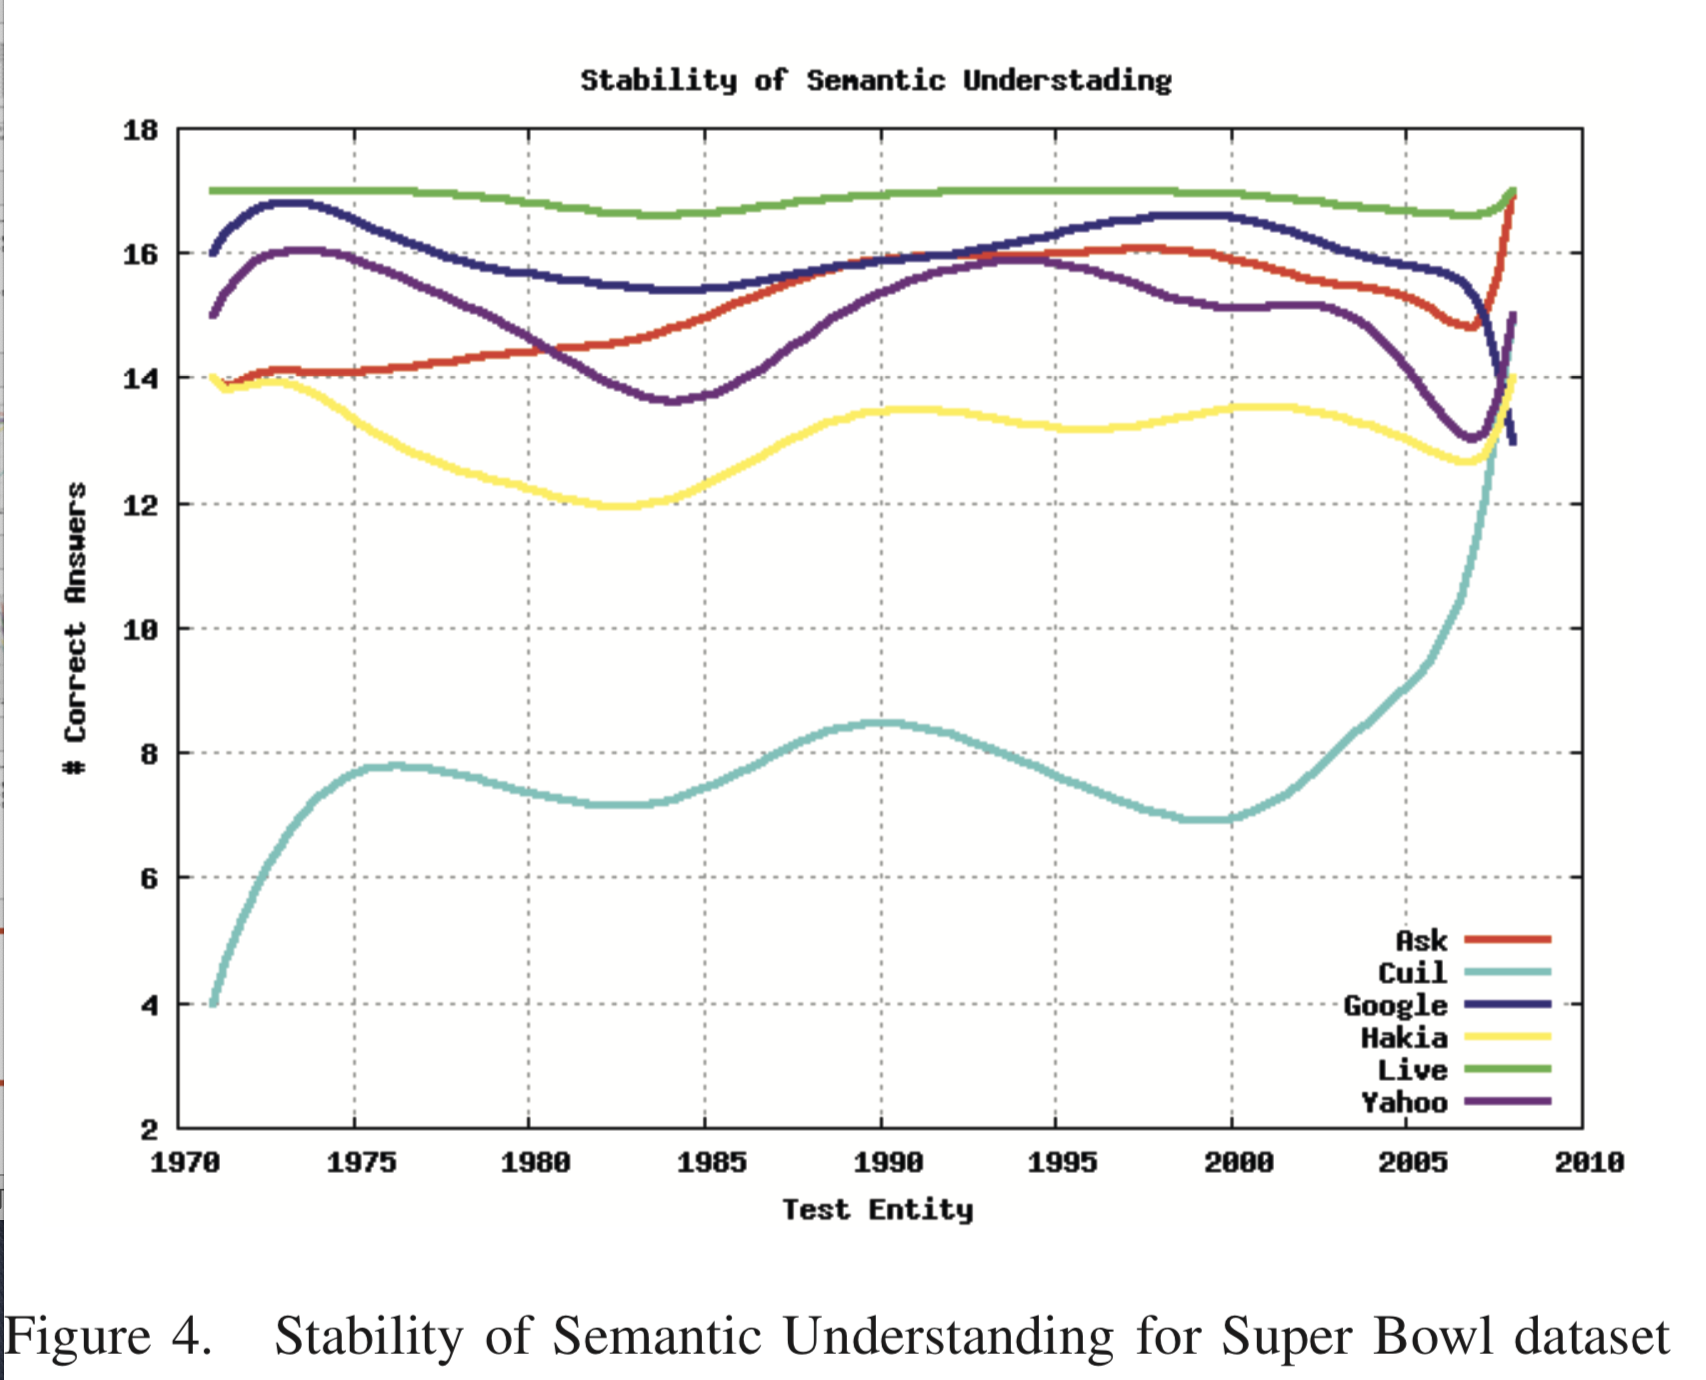 Stability of Semantic Understading
18
16
14
12
10
8
6
4
2
# Correct Answers
Ask
Cuil
Google
Hakia
Live
Yahoo
1970 1975 1980 1985 1990 1995 2000 2005 2010
Test Entity
Figure 4. Stability of Semantic Understanding for Super Bowl dataset